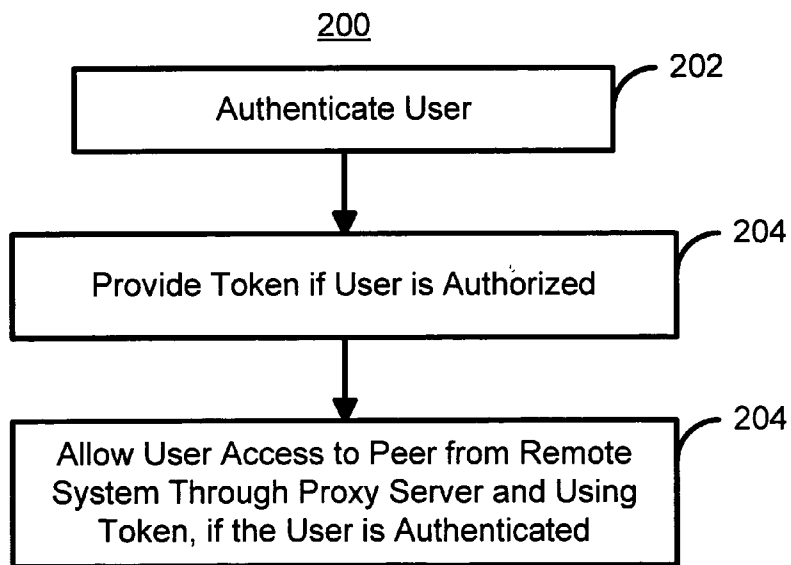 200
202
Authenticate User
204
Provide Token if User is Authorized
204
Allow User Access to Peer from Remote
System Through Proxy Server and Using
Token, if the User is Authenticated